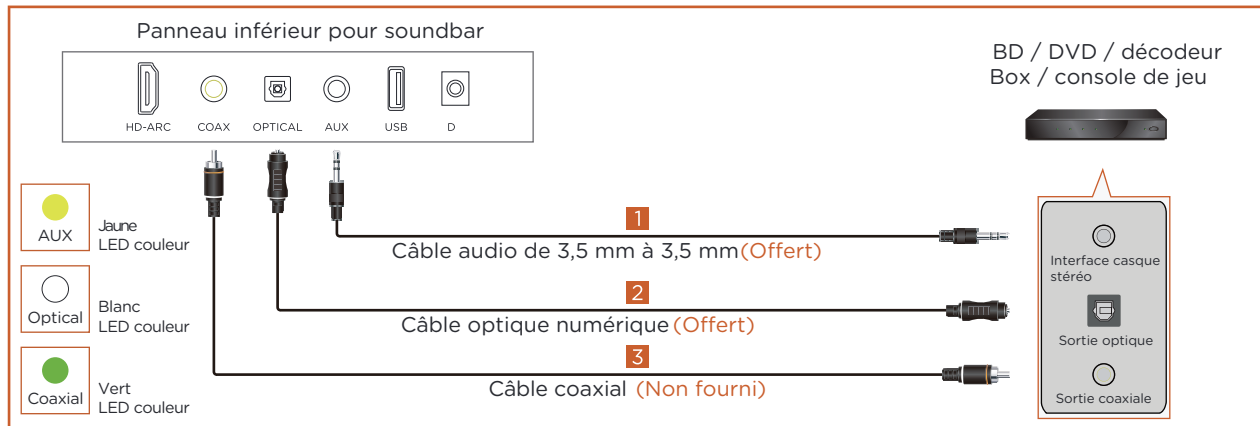 Panneau inférieur pour soundbar
HD-ARC COAX OPTICAL AUX USB D
BD / DVD / décodeur
Box / console de jeu
AUX
Jaune
LED couleur
Optical
Blanc
LED couleur
Coaxial
Vert
LED couleur
1
Câble audio de 3,5 mm à 3,5 mm(Offert)
2
Câble optique numérique(Offert)
3
Câble coaxial (Non fourni)
Interface casque
stéréo
Sortie optique
Sortie coaxiale